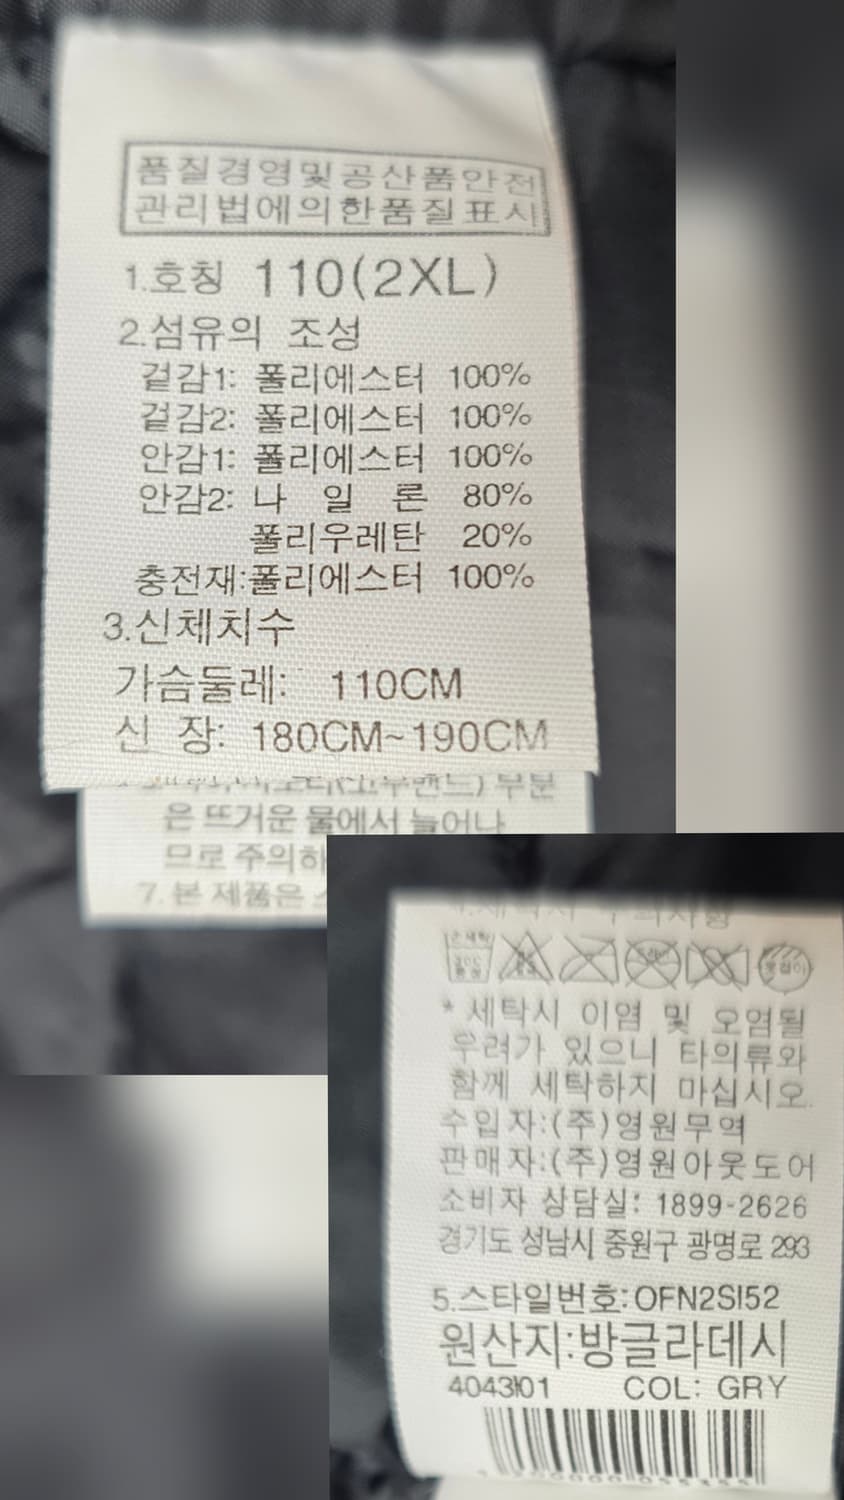 품질경영및공산품안전
관리법에의한품질표시
1.호칭 110(2XL)
2.섬유의 조성
겉감1: 폴리에스터 100%
겉감2: 폴리에스터 100%
안감1: 폴리에스터 100%
안감2: 나 일 론 80%
폴리우레탄 20%
충전재:폴리에스터 100%
3.신체치수
가슴둘레: 110CM
신 장: 180CM~190CM
부분
은 뜨거운 물에서 늘어나
므로 주의하
7. 본 제품은
* 세탁시 이염 및 오염될
우려가 있으니 타의류와
함께 세탁하지 마십시오.
수입자:(주)영원무역
판매자:(주)영원아웃도어
소비자 상담실: 1899-2626
경기도 성남시 중원구 광명로 293
5.스타일번호:OFN2SI52
원산지:방글라데시
COL: GRY